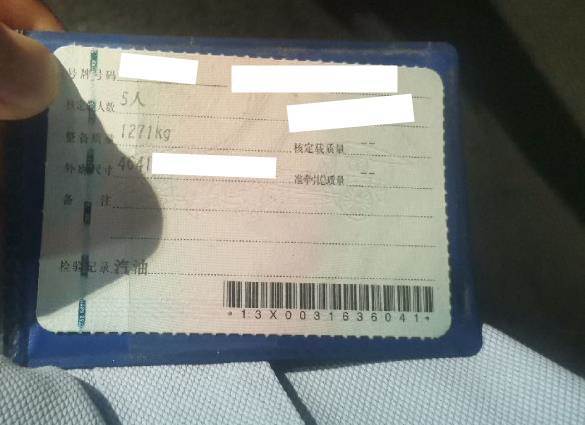 号牌号码
核定载人数 5人
整备质量 1271kg
核定载质量 --
外廓尺寸 4641
准牵引总质量 --
备 注
检验记录 汽油
*13X0031636041*